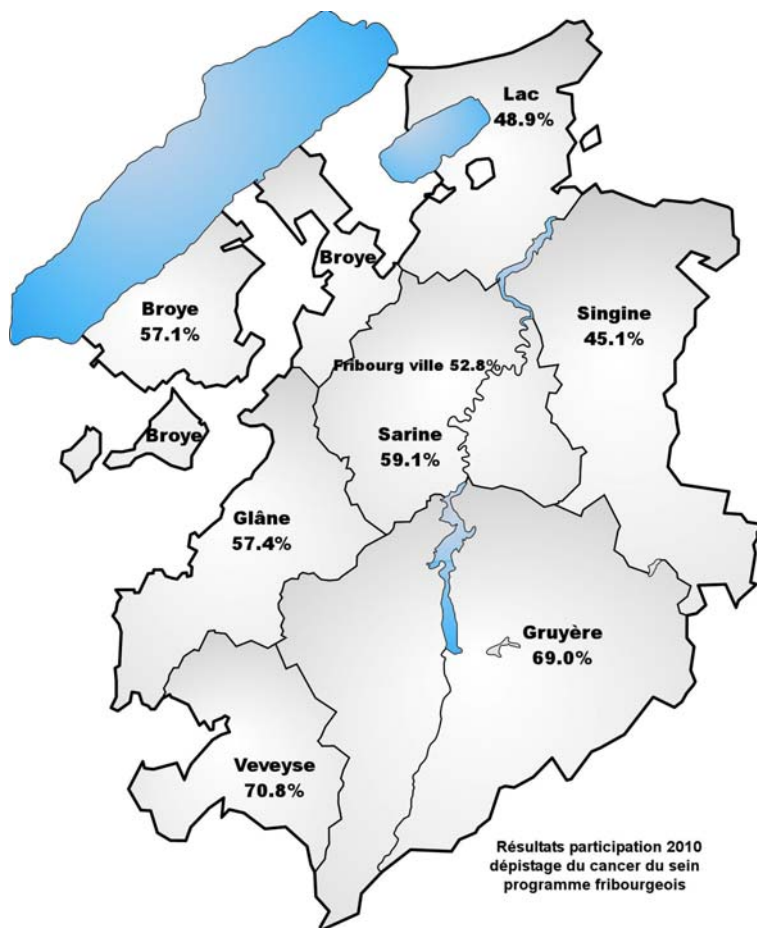 Lac
48.9%
Broye
Broye
57.1%
Singine
45.1%
Fribourg ville 52.8%
Broye
Sarine
59.1%
Glâne
57.4%
Gruyère
69.0%
Veveyse
70.8%
Résultats participation 2010
dépistage du cancer du sein
programme fribourgeois